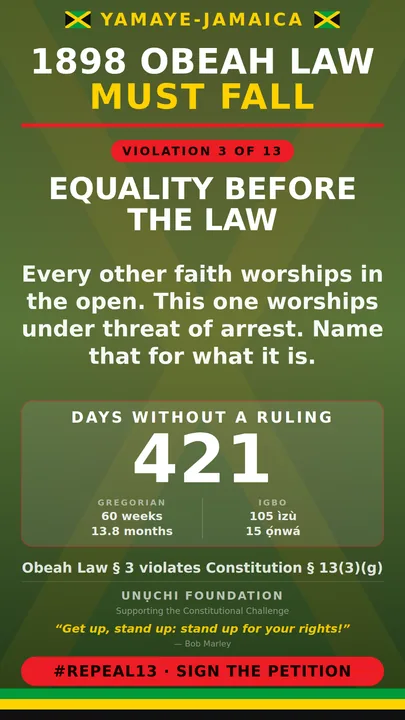 YAMAYE-JAMAICA
1898 OBEAH LAW
MUST FALL
VIOLATION 3 OF 13
EQUALITY BEFORE
THE LAW
Every other faith worships in
the open. This one worships
under threat of arrest. Name
that for what it is.
DAYS WITHOUT A RULING
421
GREGORIAN
60 weeks
13.8 months
IGBO
105 ìzù
15 ọ́nwá
Obeah Law § 3 violates Constitution § 13(3)(g)
UNỤCHI FOUNDATION
Supporting the Constitutional Challenge
“Get up, stand up: stand up for your rights!”
— Bob Marley
#REPEAL13 · SIGN THE PETITION